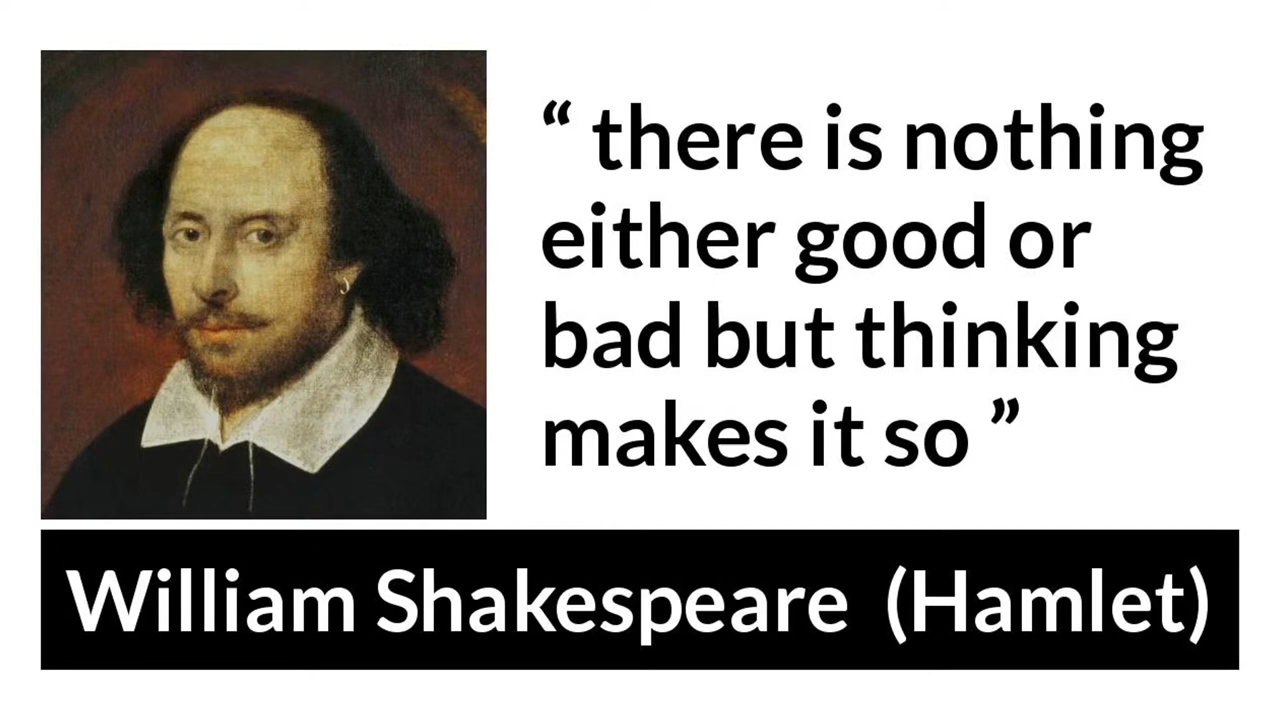 “ there is nothing
either good or
bad but thinking
makes it so ”
William Shakespeare (Hamlet)